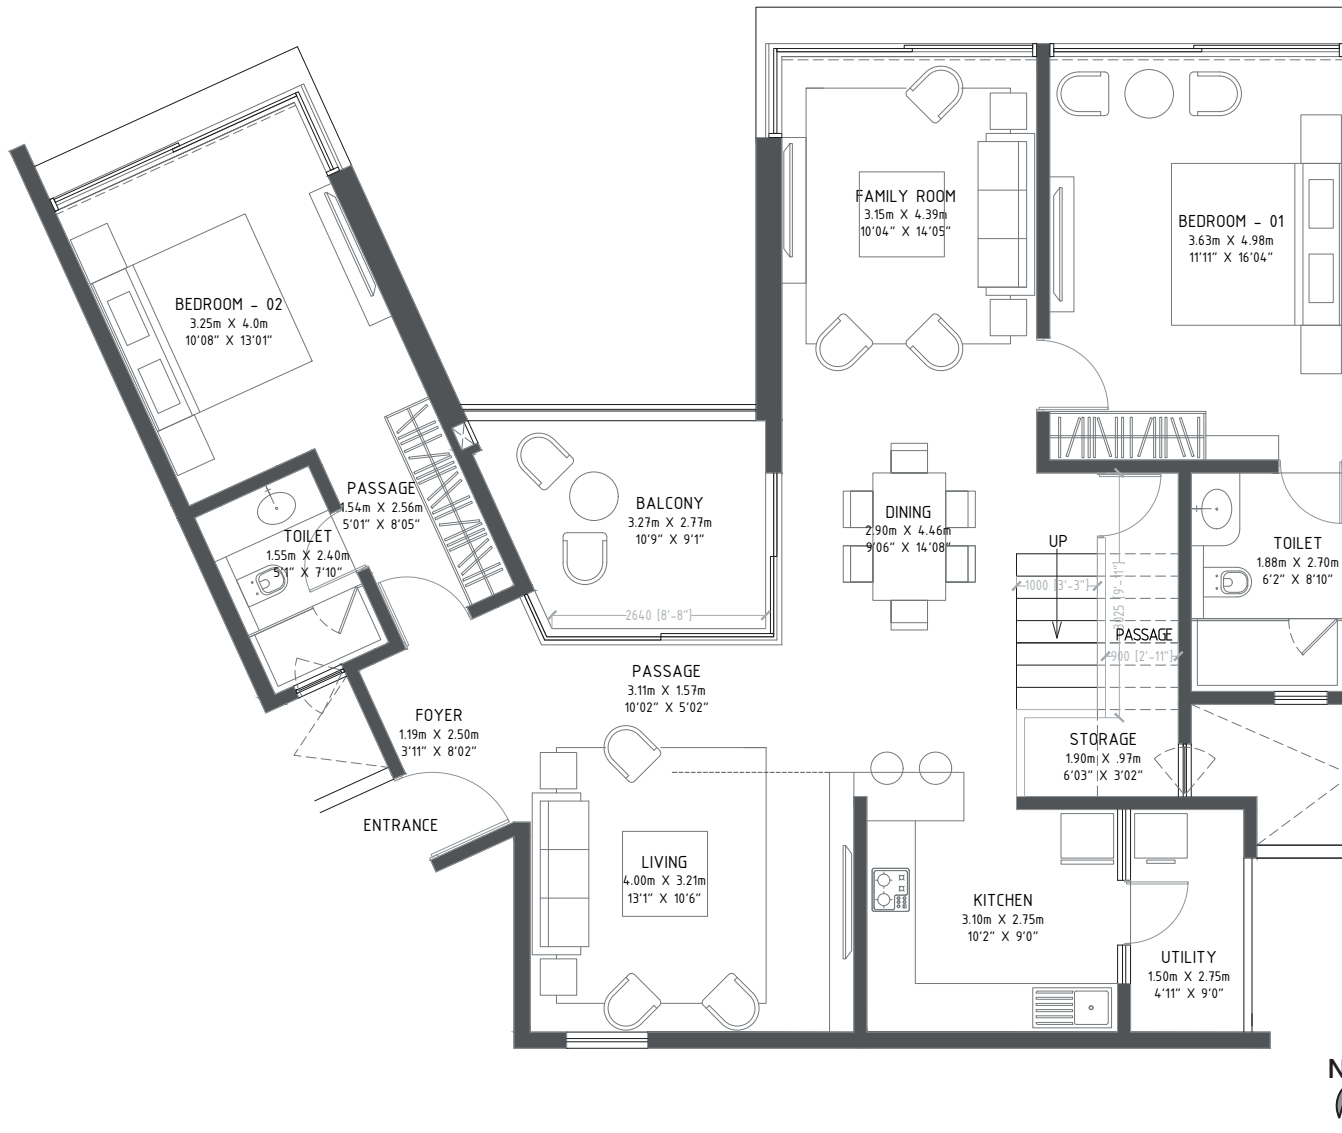 FAMILY ROOM
3.15m X 4.39m
10'04" X 14'05"
BEDROOM - 01
3.63m X 4.98m
11'11" X 16'04"
BEDROOM - 02
3.25m X 4.0m
10'08" X 13'01"
PASSAGE
1.54m X 2.56m
5'01" X 8'05"
TOILET
1.55m X 2.40m
5'1" X 7'10"
BALCONY
3.27m X 2.77m
10'9" X 9'1"
2640 [8'-8"]
DINING
2.90m X 4.46m
9'06" X 14'08"
UP
1000 [3'-3"]
PASSAGE
900 [2'-11"]
TOILET
1.88m X 2.70m
6'2" X 8'10"
PASSAGE
3.11m X 1.57m
10'02" X 5'02"
FOYER
1.19m X 2.50m
3'11" X 8'02"
STORAGE
1.90m X .97m
6'03" X 3'02"
ENTRANCE
LIVING
4.00m X 3.21m
13'1" X 10'6"
KITCHEN
3.10m X 2.75m
10'2" X 9'0"
UTILITY
1.50m X 2.75m
4'11" X 9'0"
N